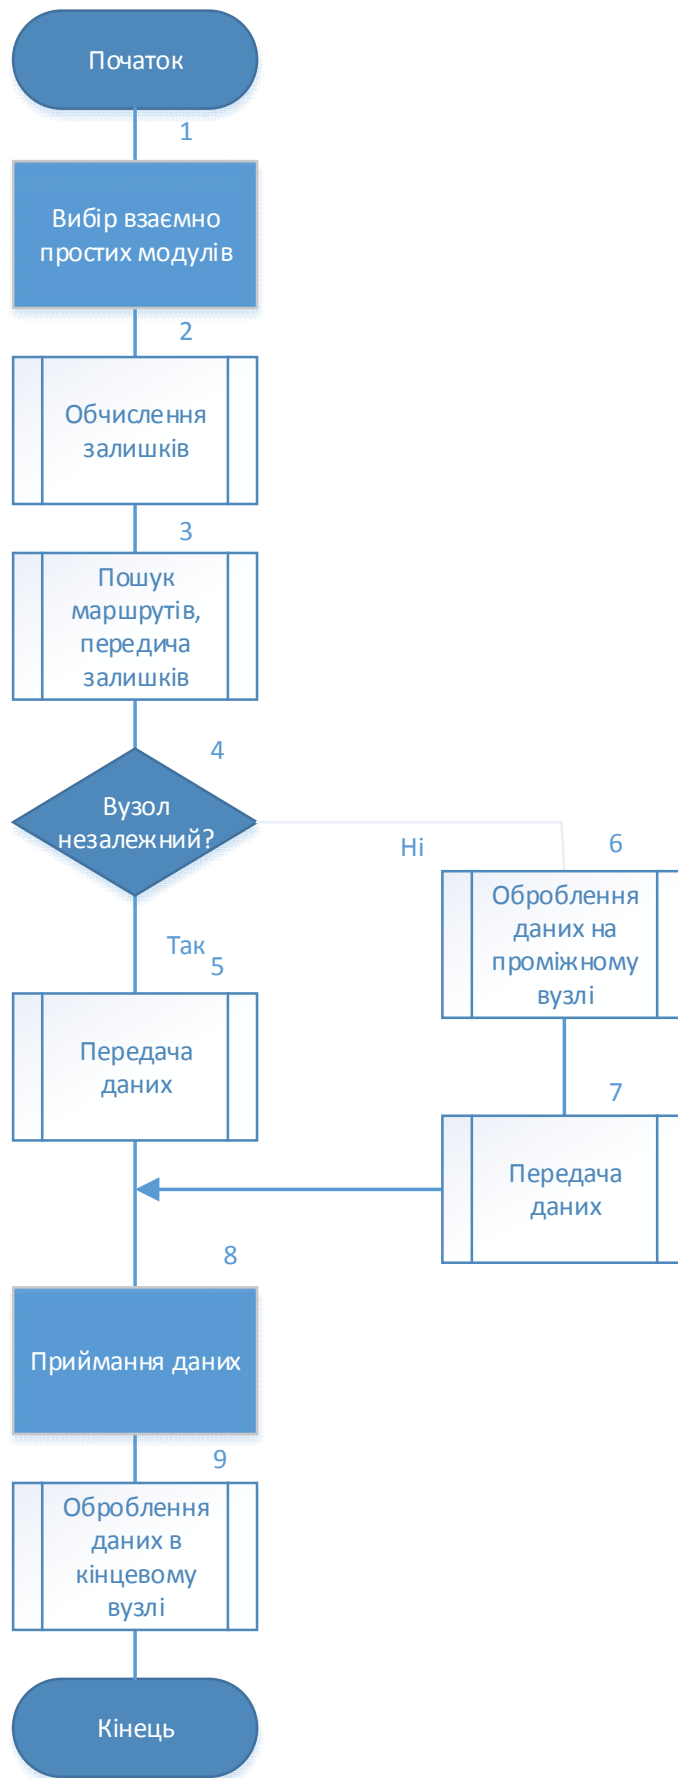 Початок
1
Вибір взаємно
простих модулів
2
Обчислення
залишків
3
Пошук
маршрутів,
передича
залишків
4
Вузол
незалежний?
Ні
6
Оброблення
даних на
проміжному
вузлі
Так
5
Передача
даних
7
Передача
даних
8
Приймання даних
9
Оброблення
даних в
кінцевому
вузлі
Кінець